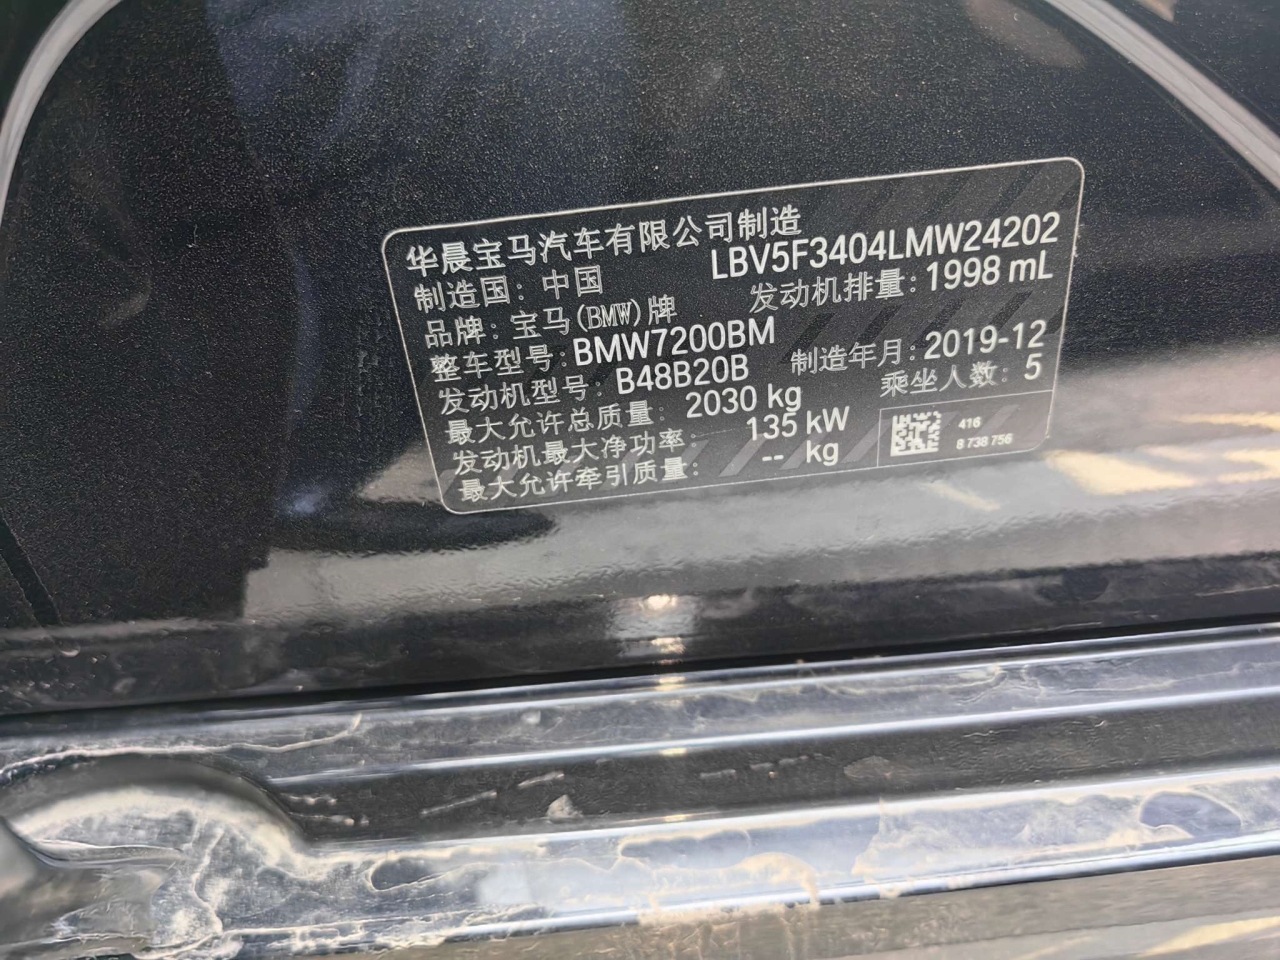 华晨宝马汽车有限公司制造
制造国：中国 LBV5F3404LMW24202
品牌：宝马(BMW)牌 发动机排量：1998 mL
整车型号：BMW7200BM
发动机型号：B48B20B 制造年月：2019-12
最大允许总质量：2030 kg 乘坐人数：5
发动机最大净功率：135 kW
最大允许牵引质量：-- kg
416
8 738 756